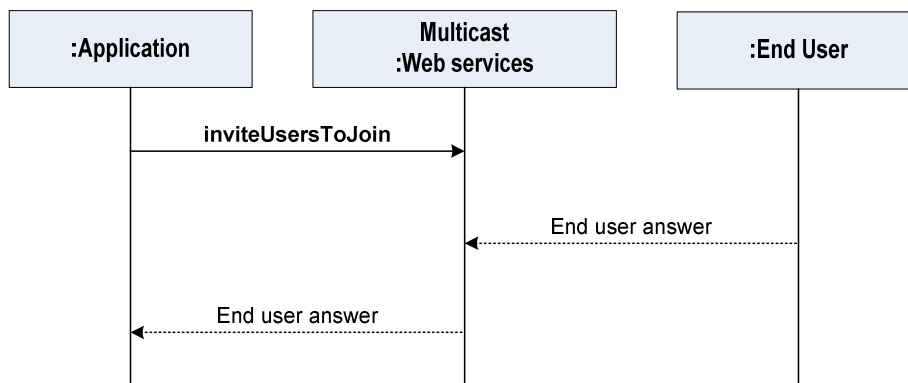 :Application
Multicast
:Web services
:End User
inviteUsersToJoin
End user answer
End user answer